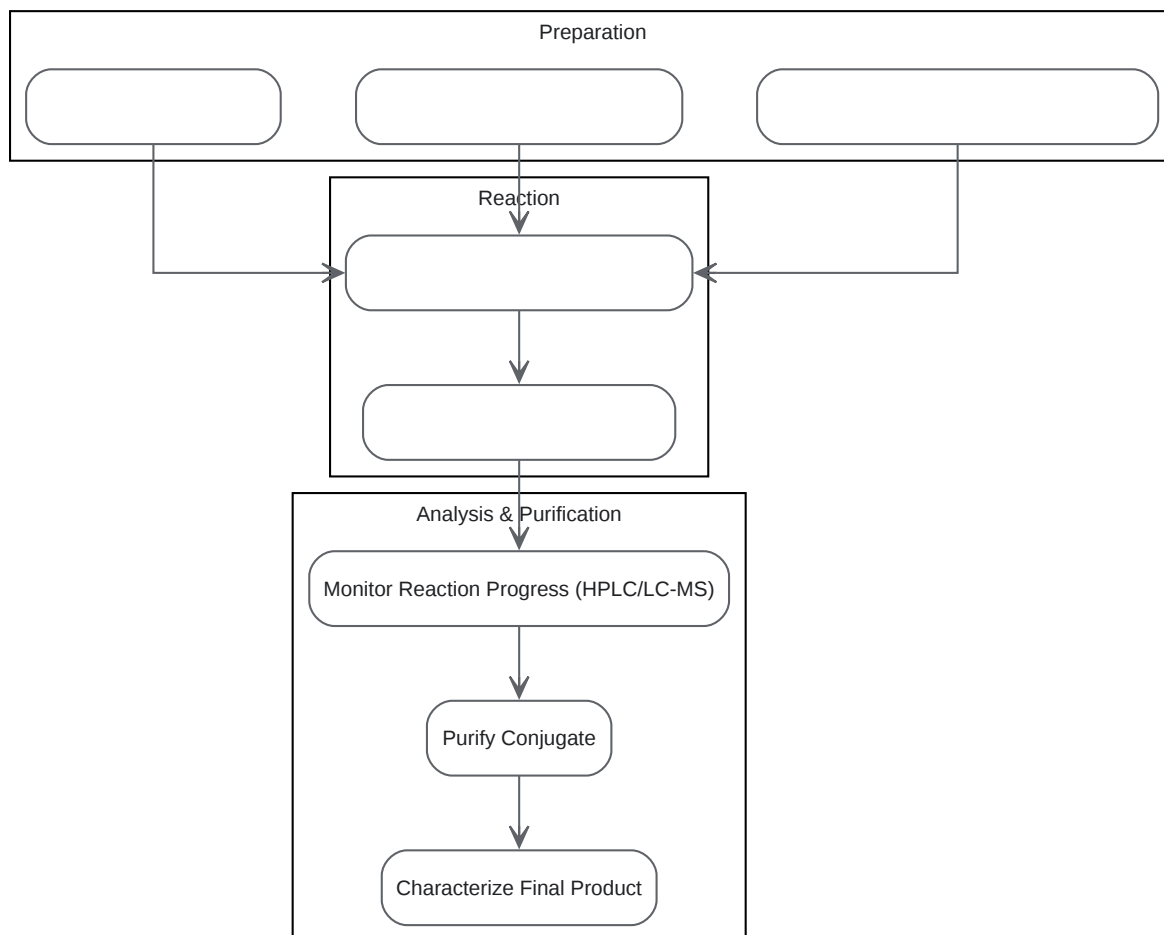 Preparation
Reaction
Analysis & Purification
Monitor Reaction Progress (HPLC/LC-MS)
Purify Conjugate
Characterize Final Product